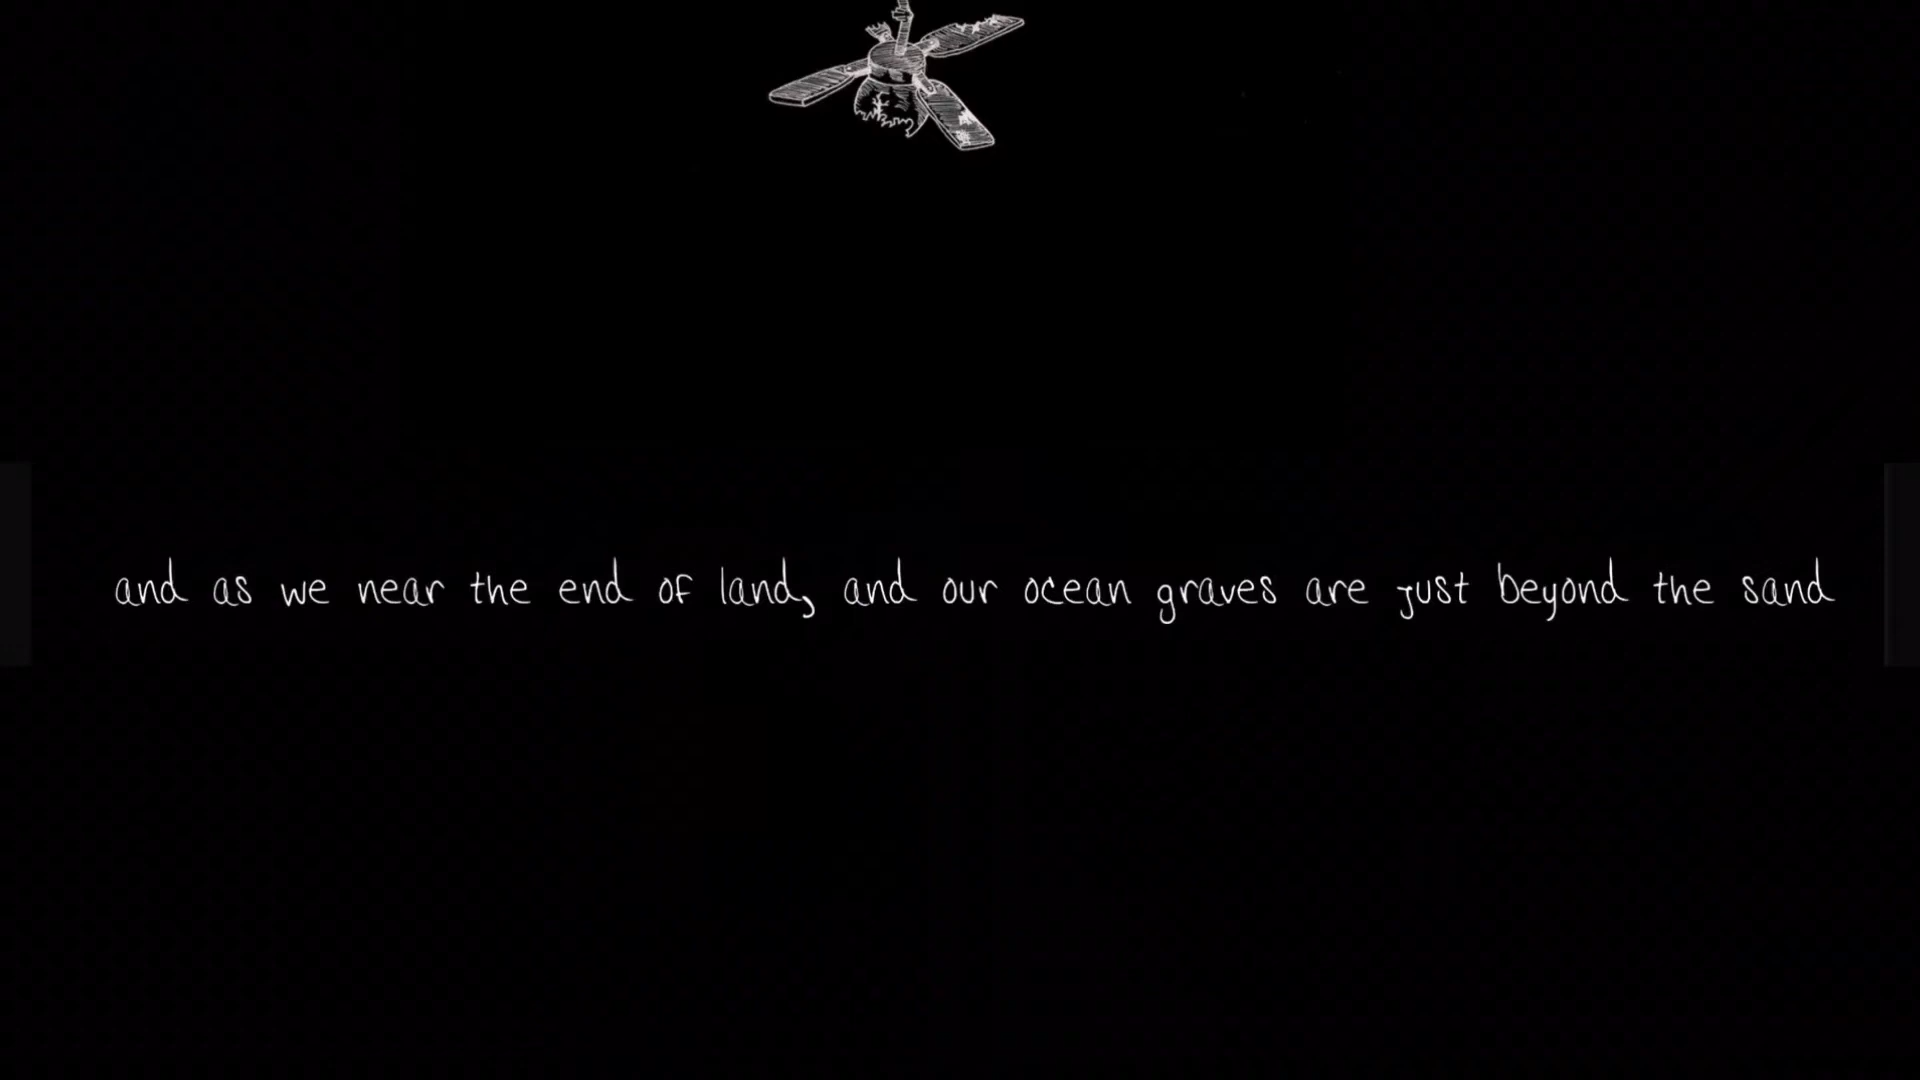 and as we near the end of land, and our ocean graves are just beyond the sand